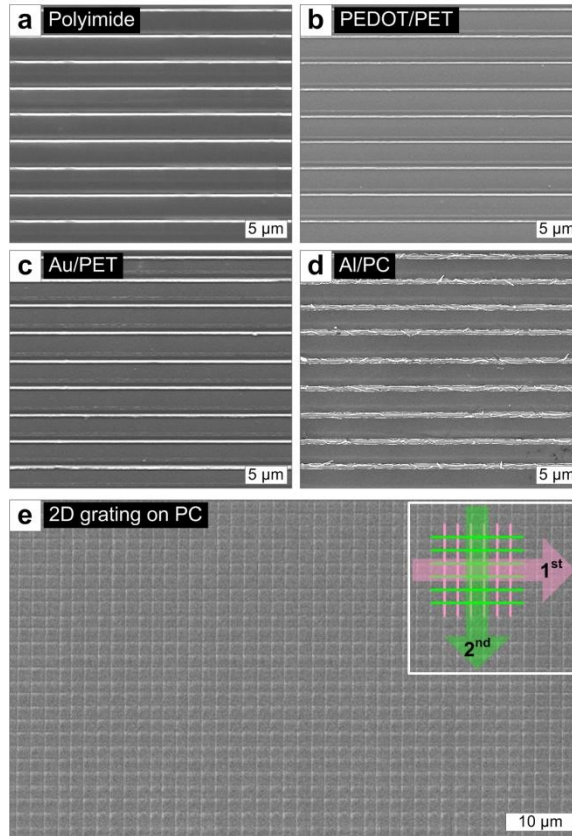 a Polyimide
5 µm
b PEDOT/PET
5 µm
c Au/PET
5 µm
d Al/PC
5 µm
e 2D grating on PC
1st
2nd
10 µm